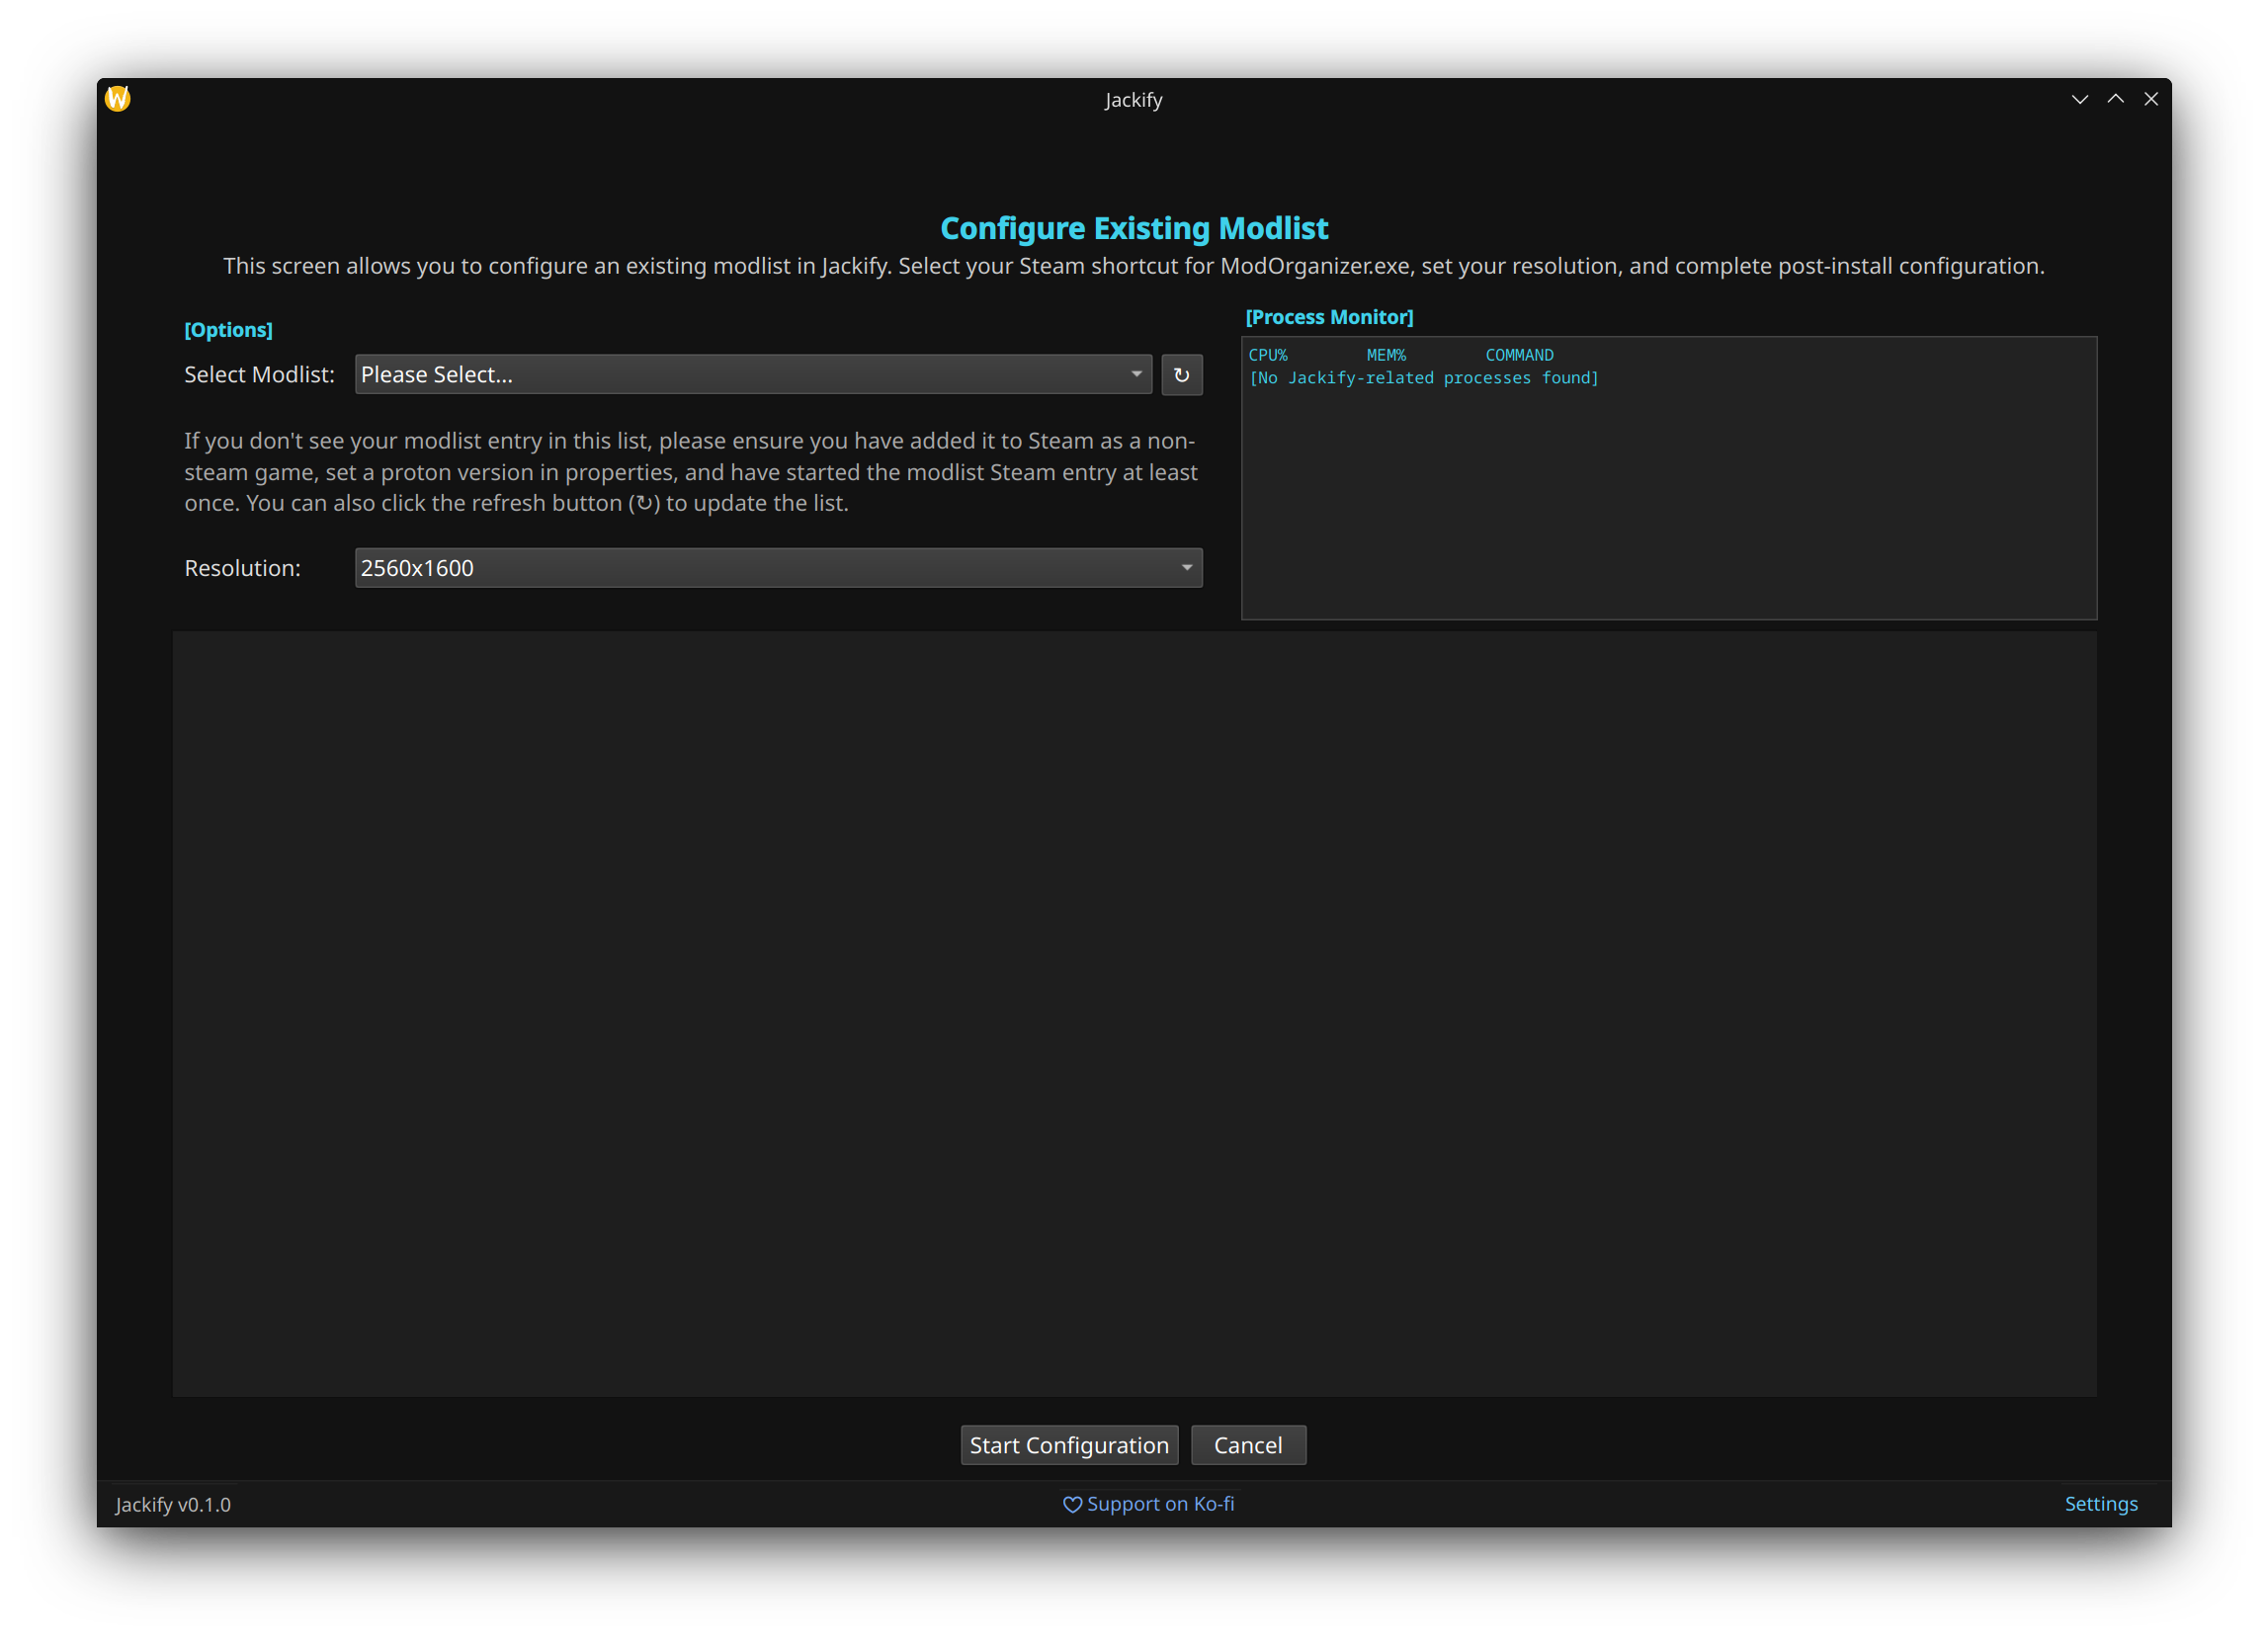 Jackify
Configure Existing Modlist
This screen allows you to configure an existing modlist in Jackify. Select your Steam shortcut for ModOrganizer.exe, set your resolution, and complete post-install configuration.
[Options]
Select Modlist: Please Select... ↻
If you don't see your modlist entry in this list, please ensure you have added it to Steam as a non-
steam game, set a proton version in properties, and have started the modlist Steam entry at least
once. You can also click the refresh button (↻) to update the list.
Resolution: 2560x1600
[Process Monitor]
CPU% MEM% COMMAND
[No Jackify-related processes found]
Start Configuration Cancel
Jackify v0.1.0 ♡ Support on Ko-fi Settings